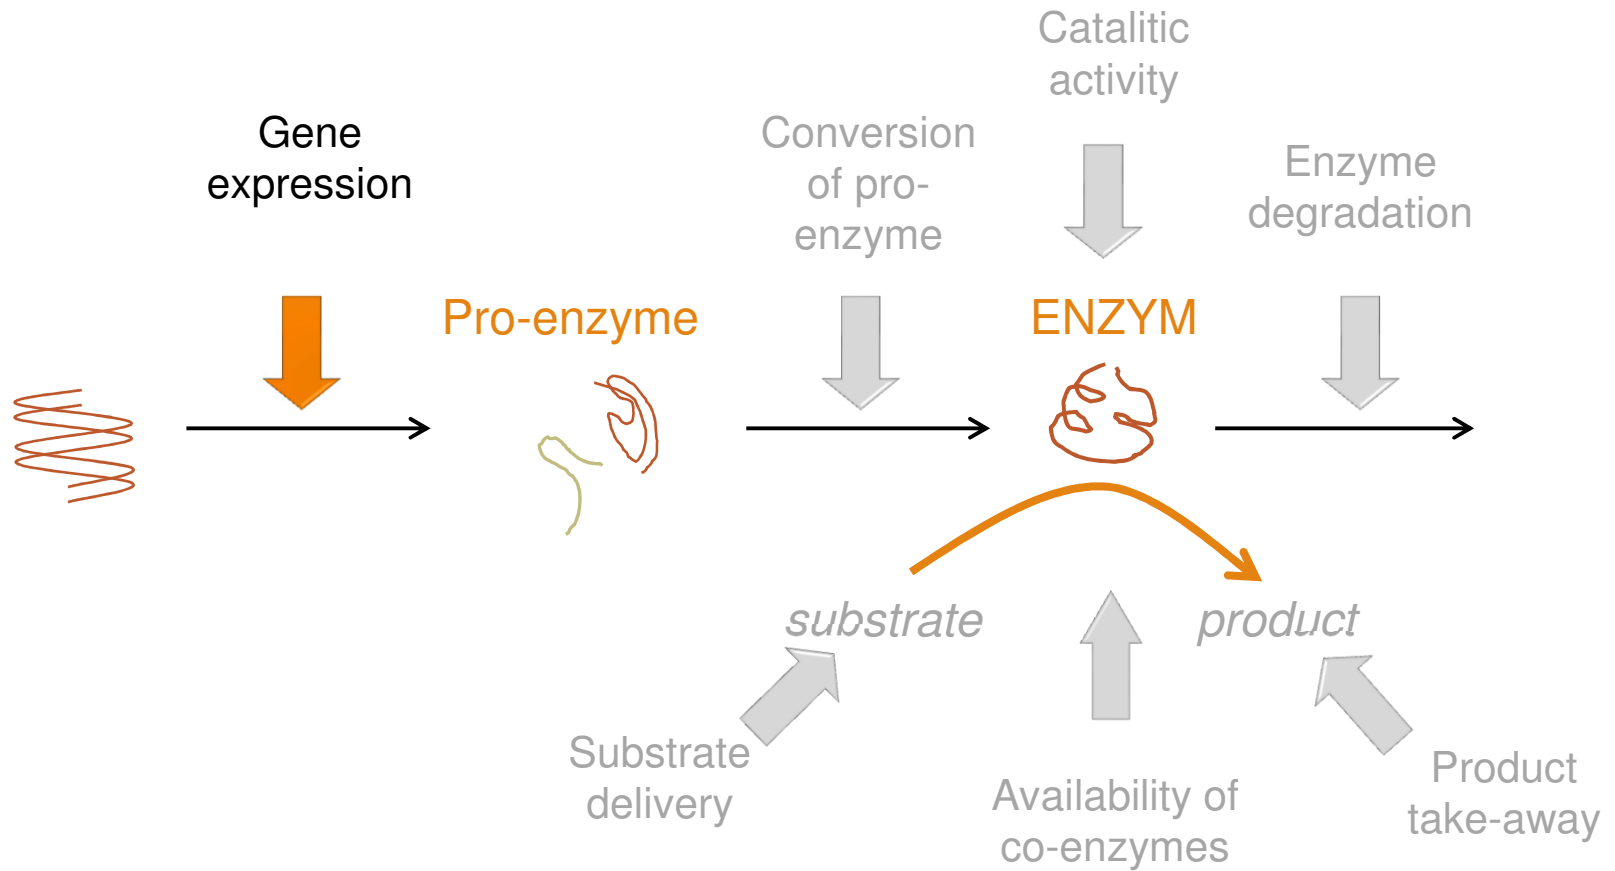 Catalitic
activity
Gene
expression
Conversion
of pro-
enzyme
Enzyme
degradation
Pro-enzyme
ENZYM
substrate
product
Substrate
delivery
Availability of
co-enzymes
Product
take-away